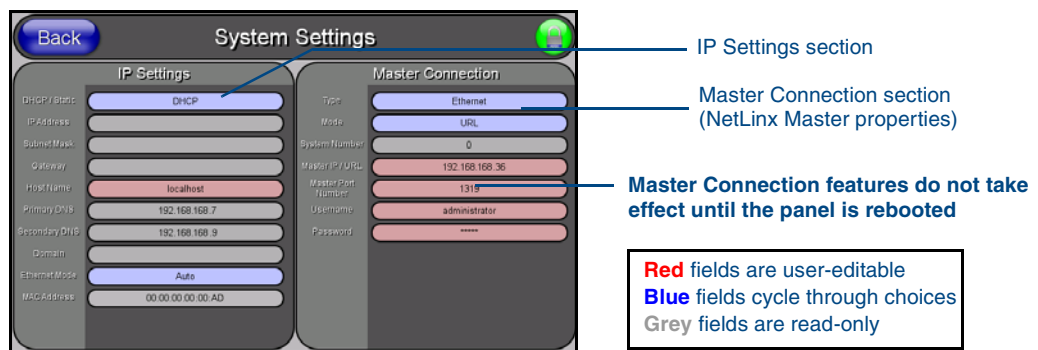 Back
System Settings
IP Settings
DHCP / Static
DHCP
IP Address
Subnet Mask
Gateway
Host Name
localhost
Primary DNS
192.168.168.7
Secondary DNS
192.168.168.9
Domain
Ethernet Mode
Auto
MAC Address
00:00:00:00:00:AD
Master Connection
Type
Ethernet
Mode
URL
System Number
0
Master IP / URL
192.168.168.36
Master Port
Number
1319
Username
administrator
Password
*****
IP Settings section
Master Connection section
(NetLinx Master properties)
Master Connection features do not take
effect until the panel is rebooted
Red fields are user-editable
Blue fields cycle through choices
Grey fields are read-only